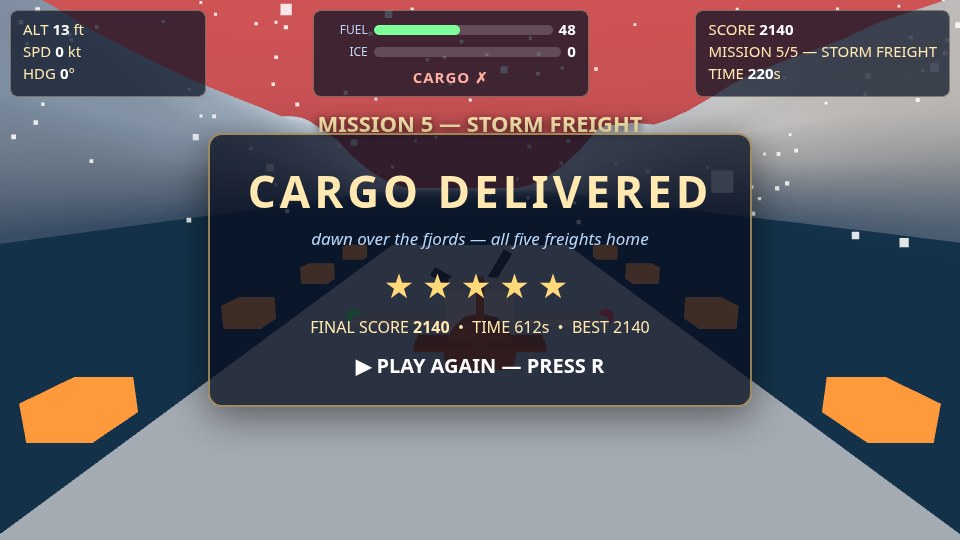 ALT 13 ft
SPD 0 kt
HDG 0°
FUEL 48
ICE 0
CARGO ✗
SCORE 2140
MISSION 5/5 — STORM FREIGHT
TIME 220s
MISSION 5 — STORM FREIGHT
CARGO DELIVERED
dawn over the fjords — all five freights home
★ ★ ★ ★ ★
FINAL SCORE 2140 • TIME 612s • BEST 2140
▶ PLAY AGAIN — PRESS R